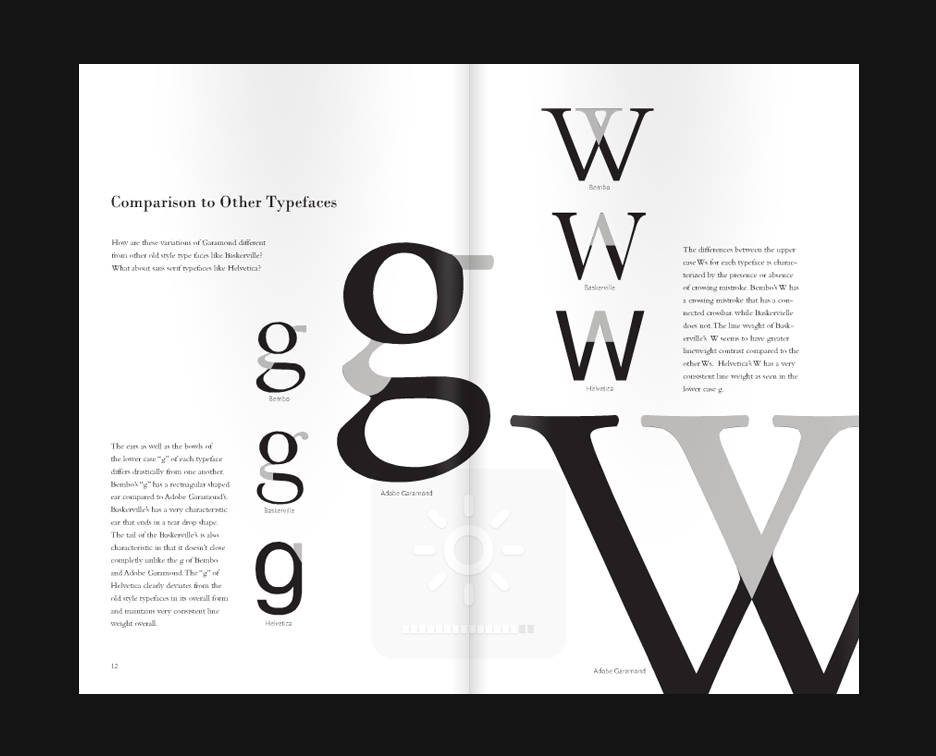 Comparison to Other Typefaces
How are these variations of Garamond different
from other old style type faces like Baskerville?
What about sans serif typefaces like Helvetica?
g
Bembo
g
Baskerville
g
Helvetica
g
Adobe Garamond
The ears as well as the bowls of
the lower case “g” of each typeface
differs drastically from one another.
Bembo’s “g” has a rectnagular shaped
ear compared to Adobe Garamond’s.
Baskerville’s has a very characteristic
ear that ends in a tear drop shape.
The tail of the Baskerville’s is also
characteristic in that it doesn’t close
completly unlike the g of Bembo
and Adobe Garamond. The “g” of
Helvetica clearly deviates from the
old style typefaces in its overall form
and maintains very consistent line
weight overall.
12
W
Bembo
W
Baskerville
W
Helvetica
The differences between the upper
case Ws for each typeface is charac-
terized by the presence or absence
of crossing mistroke. Bembo’s W has
a crossing mistroke that has a con-
nected crossbar. while Baskervielle
does not. The line weight of Bask-
erville’s W seems to have greater
lineweight contrast compared to the
other Ws. Helvetica’s W has a very
consistent line weight as seen in the
lower case g.
W
Adobe Garamond